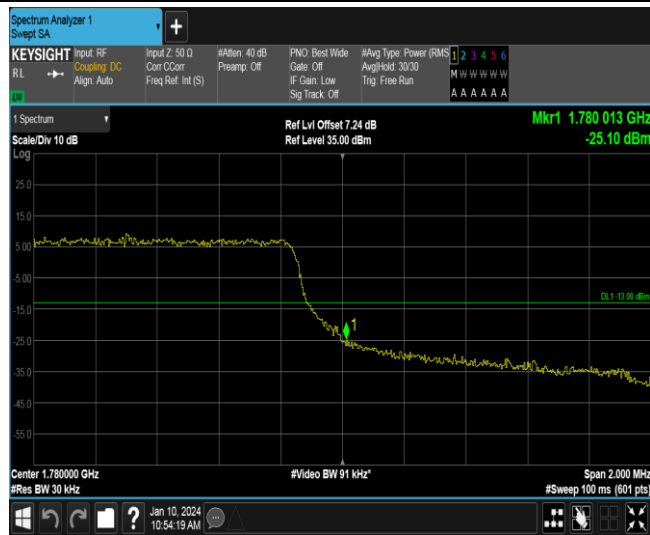 Spectrum Analyzer 1
Swept SA
KEYSIGHT
RL
Input: RF
Coupling: DC
Align: Auto
Input Z: 50 Ω
Corr CCorr
Freq Ref: Int (S)
#Atten: 40 dB
Preamp: Off
PNO: Best Wide
Gate: Off
IF Gain: Low
Sig Track: Off
#Avg Type: Power (RMS
Avg|Hold: 30/30
Trig: Free Run
1 2 3 4 5 6
M W W W W W
A A A A A A
1 Spectrum
Scale/Div 10 dB
Ref Lvl Offset 7.24 dB
Ref Level 35.00 dBm
Mkr1 1.780 013 GHz
-25.10 dBm
Log
25.0
15.0
5.00
-5.00
DL1 -13.00 dBm
-15.0
1
-25.0
-35.0
-45.0
-55.0
Center 1.780000 GHz
#Video BW 91 kHz*
Span 2.000 MHz
#Res BW 30 kHz
#Sweep 100 ms (601 pts)
?
Jan 10, 2024
10:54:19 AM